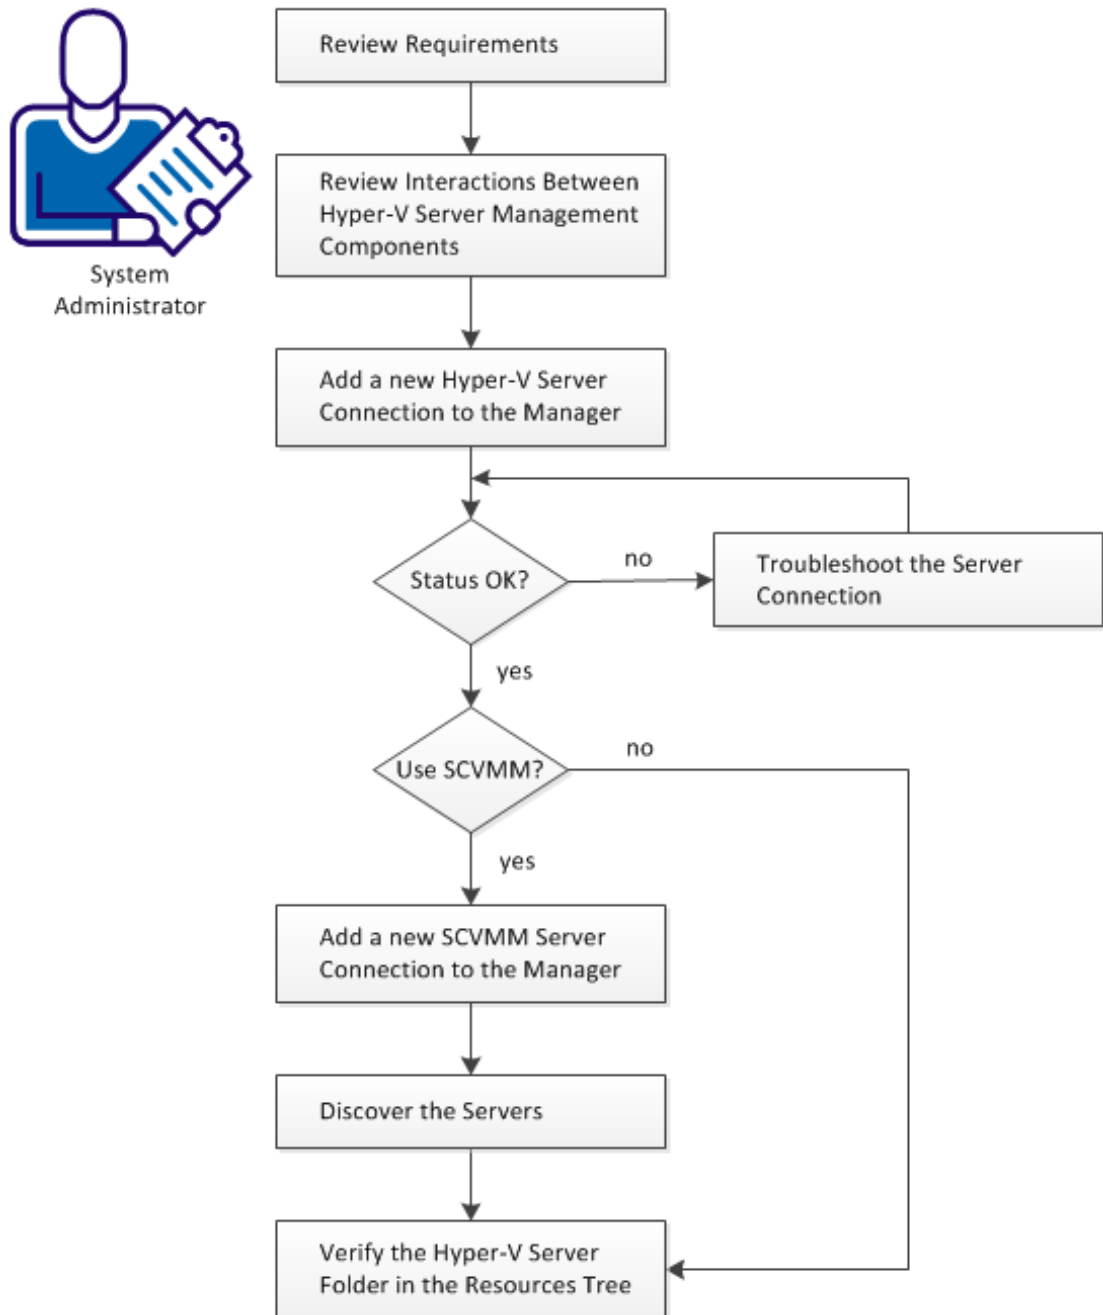 Review Requirements
System
Administrator
Review Interactions Between
Hyper-V Server Management
Components
Add a new Hyper-V Server
Connection to the Manager
Status OK?
no
Troubleshoot the Server
Connection
yes
Use SCVMM?
no
yes
Add a new SCVMM Server
Connection to the Manager
Discover the Servers
Verify the Hyper-V Server
Folder in the Resources Tree